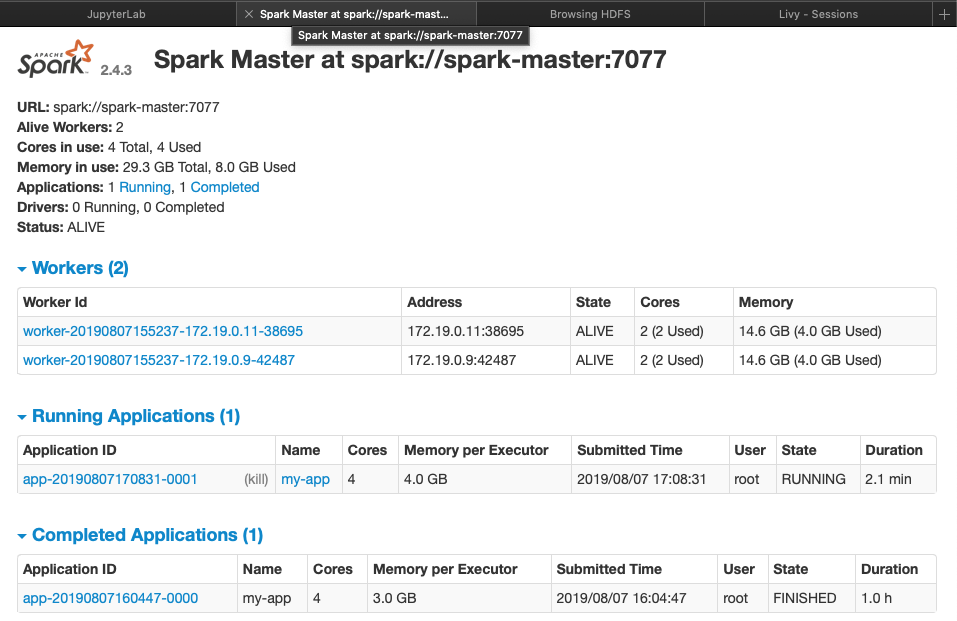 JupyterLab
Spark Master at spark://spark-mast...
Browsing HDFS
Livy - Sessions
Spark Master at spark://spark-master:7077
APACHE
Spark 2.4.3
Spark Master at spark://spark-master:7077
URL: spark://spark-master:7077
Alive Workers: 2
Cores in use: 4 Total, 4 Used
Memory in use: 29.3 GB Total, 8.0 GB Used
Applications: 1 Running, 1 Completed
Drivers: 0 Running, 0 Completed
Status: ALIVE
Workers (2)
Worker Id Address State Cores Memory
worker-20190807155237-172.19.0.11-38695 172.19.0.11:38695 ALIVE 2 (2 Used) 14.6 GB (4.0 GB Used)
worker-20190807155237-172.19.0.9-42487 172.19.0.9:42487 ALIVE 2 (2 Used) 14.6 GB (4.0 GB Used)
Running Applications (1)
Application ID Name Cores Memory per Executor Submitted Time User State Duration
app-20190807170831-0001 (kill) my-app 4 4.0 GB 2019/08/07 17:08:31 root RUNNING 2.1 min
Completed Applications (1)
Application ID Name Cores Memory per Executor Submitted Time User State Duration
app-20190807160447-0000 my-app 4 3.0 GB 2019/08/07 16:04:47 root FINISHED 1.0 h